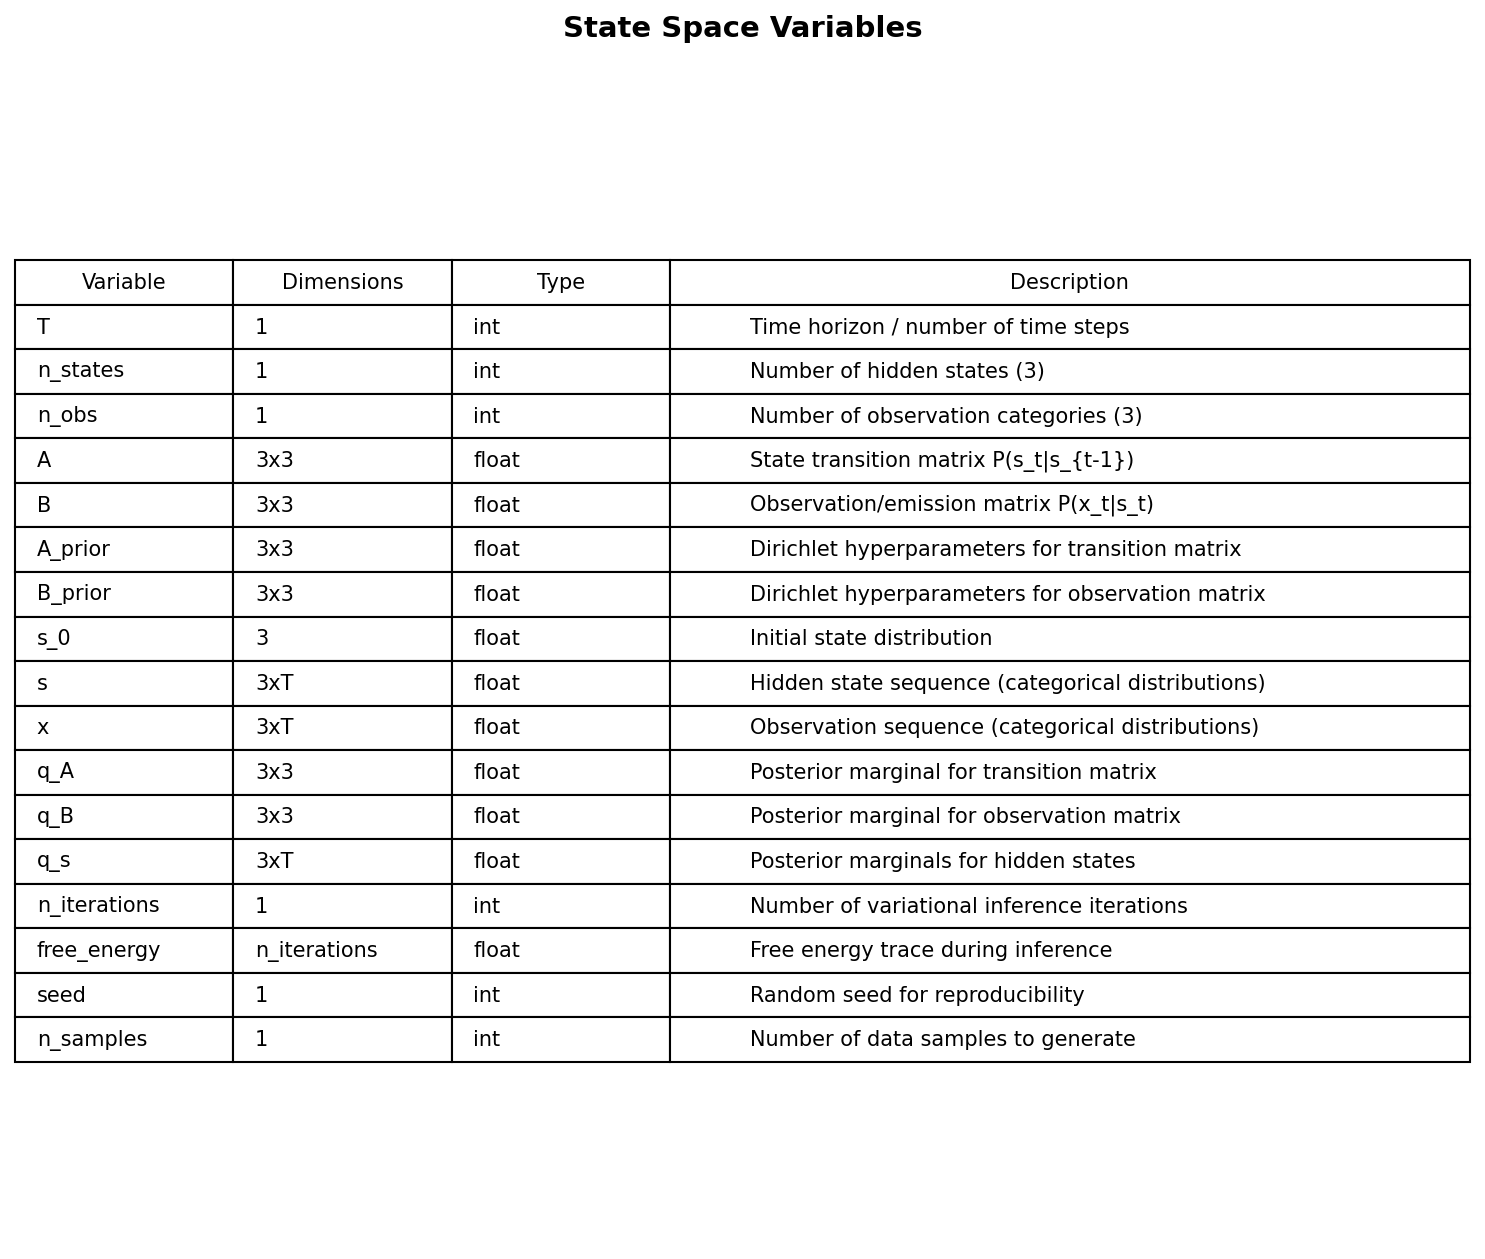 State Space Variables
Variable Dimensions Type Description
T 1 int Time horizon / number of time steps
n_states 1 int Number of hidden states (3)
n_obs 1 int Number of observation categories (3)
A 3x3 float State transition matrix P(s_t|s_{t-1})
B 3x3 float Observation/emission matrix P(x_t|s_t)
A_prior 3x3 float Dirichlet hyperparameters for transition matrix
B_prior 3x3 float Dirichlet hyperparameters for observation matrix
s_0 3 float Initial state distribution
s 3xT float Hidden state sequence (categorical distributions)
x 3xT float Observation sequence (categorical distributions)
q_A 3x3 float Posterior marginal for transition matrix
q_B 3x3 float Posterior marginal for observation matrix
q_s 3xT float Posterior marginals for hidden states
n_iterations 1 int Number of variational inference iterations
free_energy n_iterations float Free energy trace during inference
seed 1 int Random seed for reproducibility
n_samples 1 int Number of data samples to generate